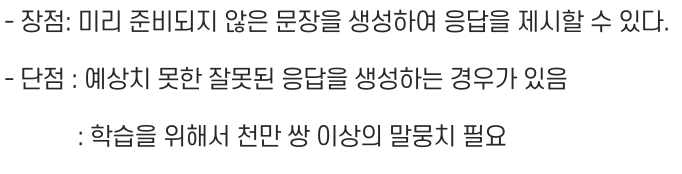 - 장점: 미리 준비되지 않은 문장을 생성하여 응답을 제시할 수 있다.
- 단점 : 예상치 못한 잘못된 응답을 생성하는 경우가 있음
: 학습을 위해서 천만 쌍 이상의 말뭉치 필요